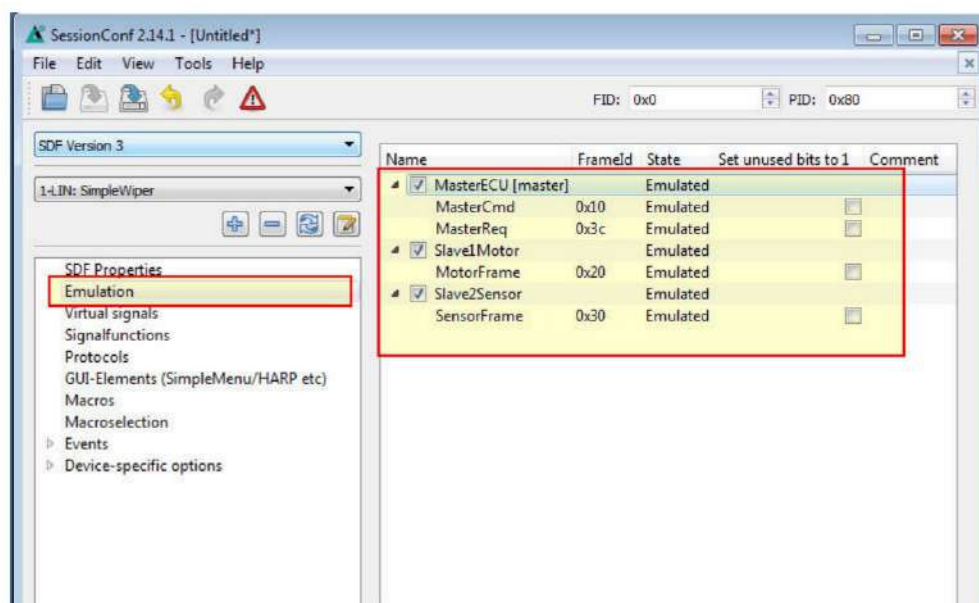 SessionConf 2.14.1 - [Untitled*]
File Edit View Tools Help
FID: 0x0 PID: 0x80
SDF Version 3
1-LIN: SimpleWiper
Name FrameId State Set unused bits to 1 Comment
MasterECU [master] Emulated
MasterCmd 0x10 Emulated
MasterReq 0x3c Emulated
Slave1Motor Emulated
MotorFrame 0x20 Emulated
Slave2Sensor Emulated
SensorFrame 0x30 Emulated
SDF Properties
Emulation
Virtual signals
Signalfunctions
Protocols
GUI-Elements (SimpleMenu/HARP etc)
Macros
Macroselection
Events
Device-specific options